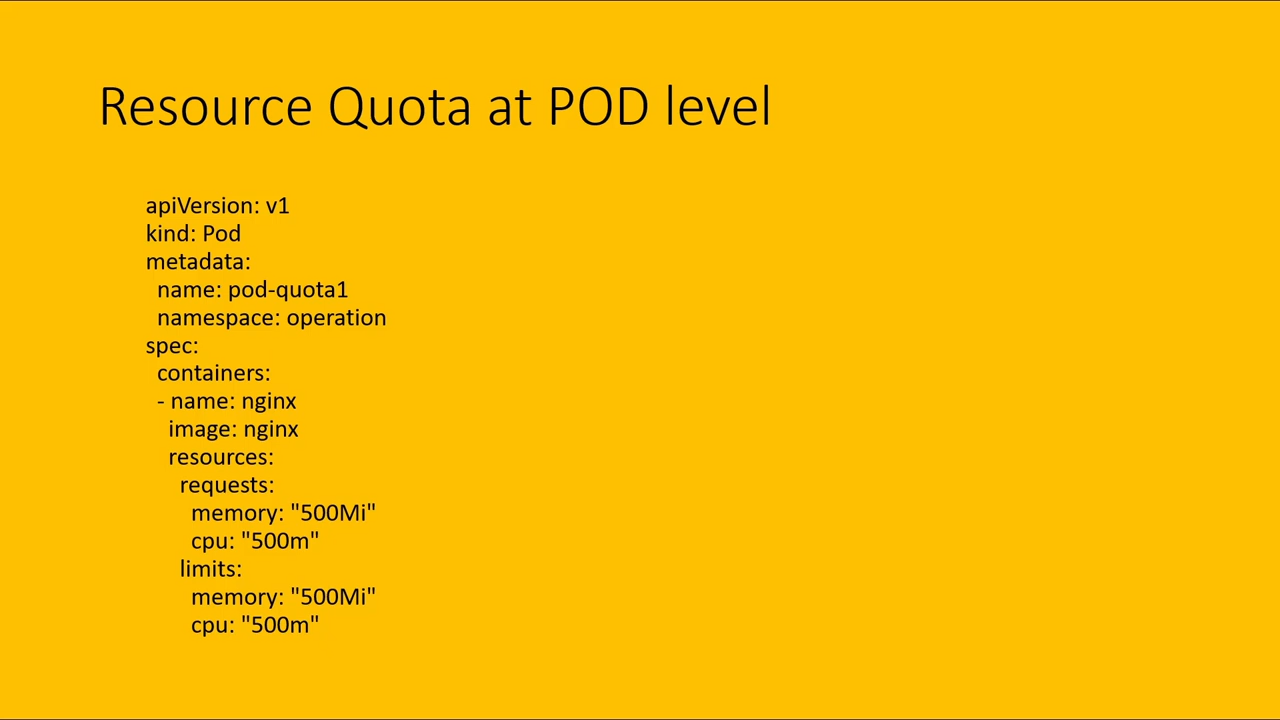 Resource Quota at POD level
apiVersion: v1
kind: Pod
metadata:
  name: pod-quota1
  namespace: operation
spec:
  containers:
  - name: nginx
    image: nginx
    resources:
      requests:
        memory: "500Mi"
        cpu: "500m"
      limits:
        memory: "500Mi"
        cpu: "500m"